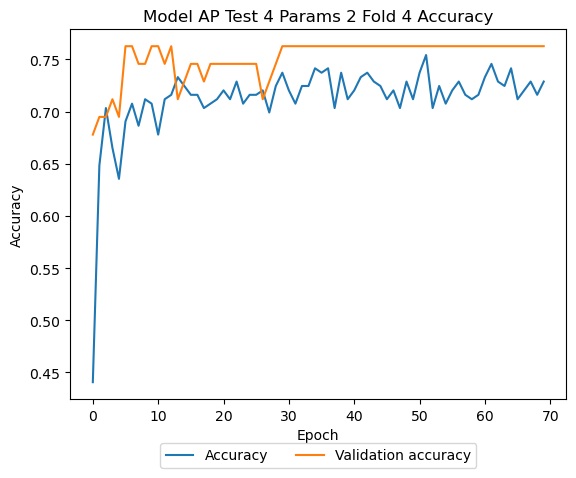 Model AP Test 4 Params 2 Fold 4 Accuracy
0.75
0.70
0.65
0.60
0.55
0.50
0.45
Accuracy
0 10 20 30 40 50 60 70
Epoch
Accuracy Validation accuracy